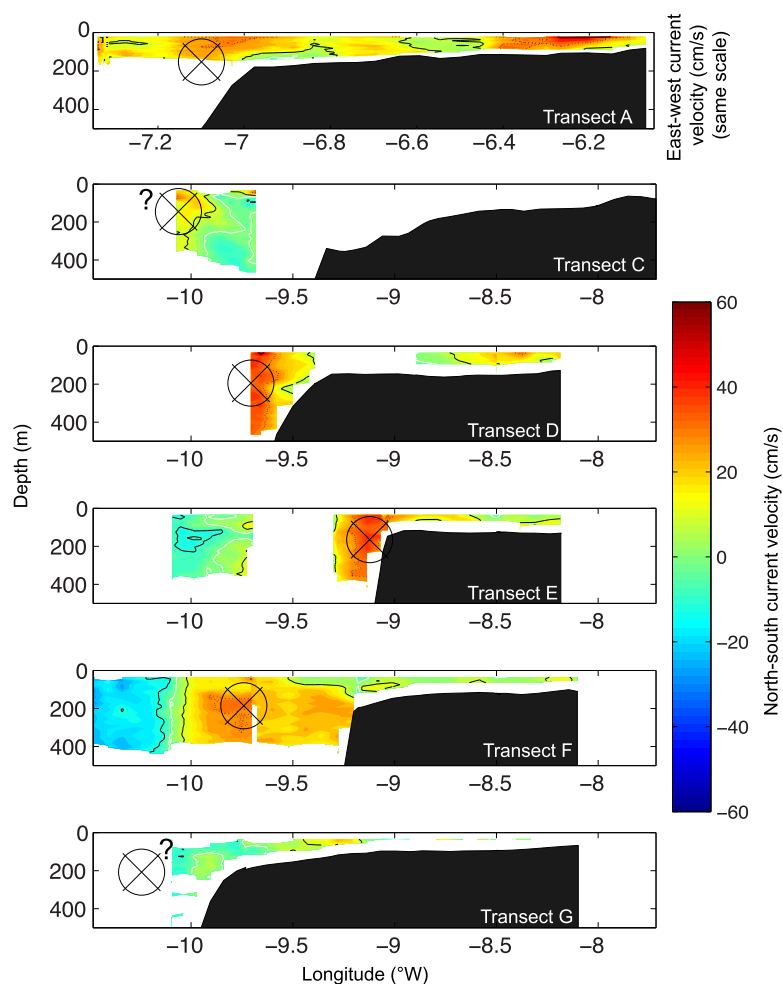 0
200
400
Transect A
−7.2 −7 −6.8 −6.6 −6.4 −6.2
East-west current
velocity (cm/s)
(same scale)
?
0
200
400
Transect C
−10 −9.5 −9 −8.5 −8
0
200
400
Transect D
−10 −9.5 −9 −8.5 −8
0
200
400
Transect E
−10 −9.5 −9 −8.5 −8
0
200
400
Transect F
−10 −9.5 −9 −8.5 −8
?
0
200
400
Transect G
−10 −9.5 −9 −8.5 −8
Longitude (°W)
Depth (m)
60
40
20
0
−20
−40
−60
North-south current velocity (cm/s)